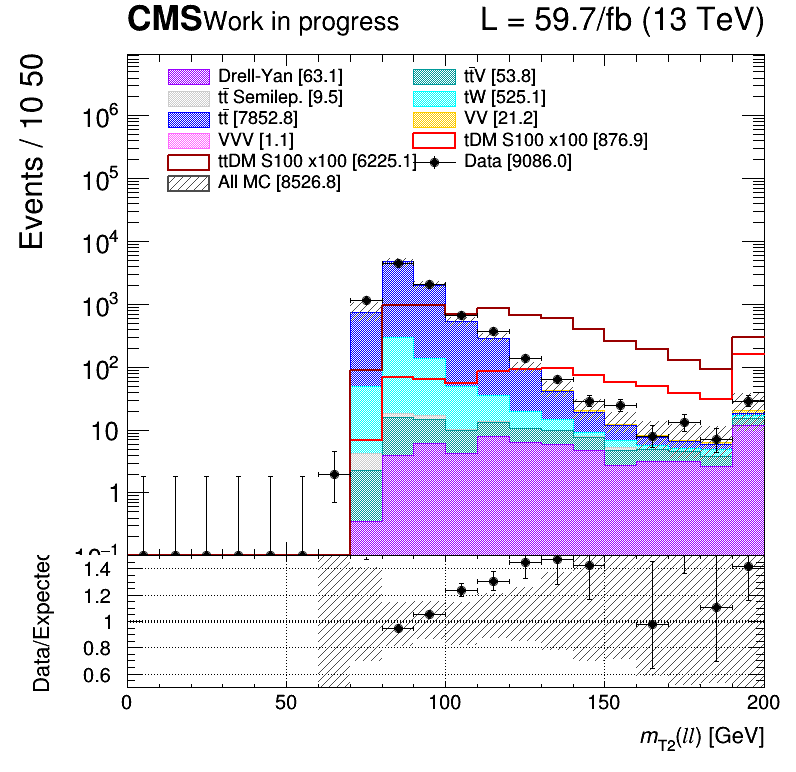 CMS Work in progress L = 59.7/fb (13 TeV)
Events / 10 50
Drell-Yan [63.1] tt̄V [53.8]
tt̄ Semilep. [9.5] tW [525.1]
tt̄ [7852.8] VV [21.2]
VVV [1.1] tDM S100 x100 [876.9]
ttDM S100 x100 [6225.1] Data [9086.0]
All MC [8526.8]
10⁶
10⁵
10⁴
10³
10²
10
1
10⁻¹
Data/Expected
1.4
1.2
1
0.8
0.6
0 50 100 150 200
m_T2(ll) [GeV]